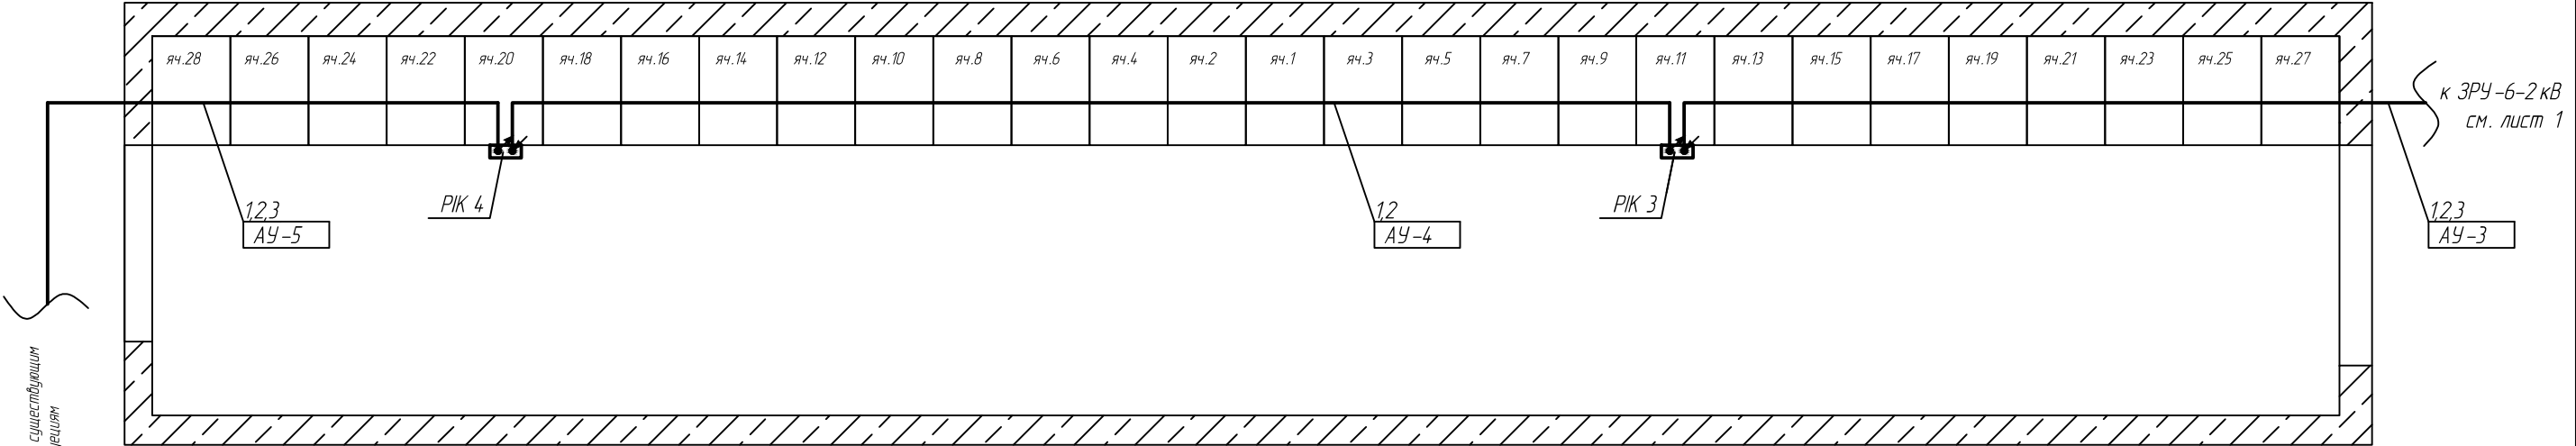 яч.28 яч.26 яч.24 яч.22 яч.20 яч.18 яч.16 яч.14 яч.12 яч.10 яч.8 яч.6 яч.4 яч.2 яч.1 яч.3 яч.5 яч.7 яч.9 яч.11 яч.13 яч.15 яч.17 яч.19 яч.21 яч.23 яч.25 яч.27
к ЗРУ-6-2 кВ
см. лист 1
1,2,3
АУ-5
РІК 4
1,2
АУ-4
РІК 3
1,2,3
АУ-3
существующим